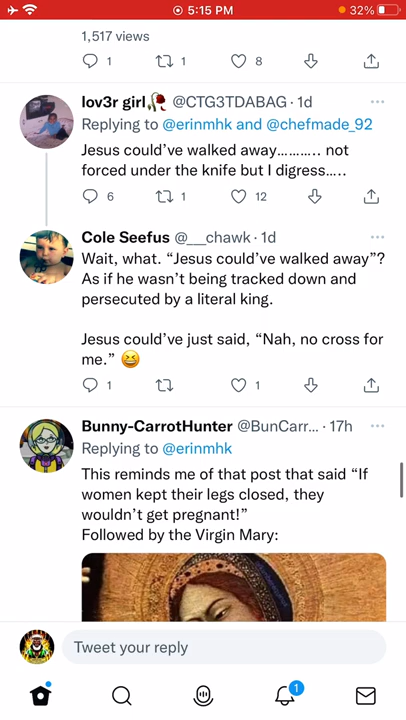 5:15 PM
32%
1,517 views
1 1 8
lov3r girl🥀 @CTG3TDABAG · 1d
Replying to @erinmhk and @chefmade_92
Jesus could’ve walked away……….. not
forced under the knife but I digress…..
6 1 12
Cole Seefus @__chawk · 1d
Wait, what. “Jesus could’ve walked away”?
As if he wasn’t being tracked down and
persecuted by a literal king.
Jesus could’ve just said, “Nah, no cross for
me.” 😆
1 1
Bunny-CarrotHunter @BunCarr... · 17h
Replying to @erinmhk
This reminds me of that post that said “If
women kept their legs closed, they
wouldn’t get pregnant!”
Followed by the Virgin Mary:
Tweet your reply
1